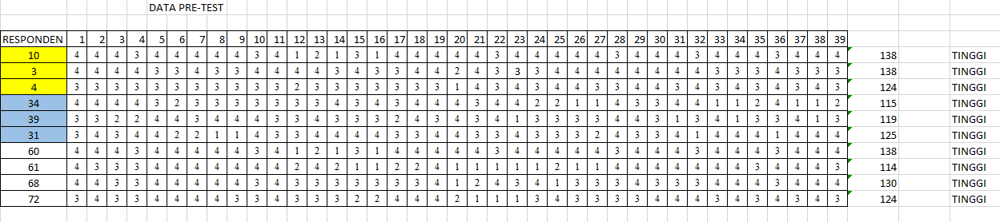 DATA PRE-TEST
RESPONDEN 1 2 3 4 5 6 7 8 9 10 11 12 13 14 15 16 17 18 19 20 21 22 23 24 25 26 27 28 29 30 31 32 33 34 35 36 37 38 39
10 4 4 4 3 4 4 4 4 4 3 4 1 2 1 3 1 4 4 4 4 4 3 4 4 4 4 4 3 4 4 4 3 4 4 4 3 4 4 4 138 TINGGI
3 4 4 4 4 3 3 4 3 3 4 4 4 4 3 4 3 3 4 4 2 4 3 3 3 4 4 4 4 4 4 4 4 3 3 3 4 3 3 3 138 TINGGI
4 3 3 3 3 3 3 3 3 3 3 3 2 3 3 3 3 3 3 3 1 4 3 4 3 4 4 3 3 4 4 3 4 3 4 3 4 3 4 3 124 TINGGI
34 4 4 4 4 3 2 3 3 3 3 3 3 3 4 3 4 3 4 4 4 3 4 4 2 2 1 1 4 3 3 4 4 1 1 2 4 1 1 2 115 TINGGI
39 3 3 2 2 4 4 3 4 4 4 3 3 4 3 3 3 2 4 3 4 3 4 1 3 3 3 3 4 4 3 1 3 4 1 3 3 4 1 3 119 TINGGI
31 3 4 3 4 4 2 2 1 1 4 3 3 4 4 4 3 3 4 4 3 3 4 3 3 3 3 2 4 3 3 4 1 4 4 4 1 4 4 4 125 TINGGI
60 4 4 4 3 4 4 4 4 4 3 4 1 2 1 3 1 4 4 4 4 4 3 4 4 4 4 4 3 4 4 4 3 4 4 4 3 4 4 4 138 TINGGI
61 4 3 3 3 4 4 4 4 4 4 4 2 4 2 1 1 2 2 4 1 1 1 1 1 2 1 1 4 4 4 4 4 4 4 3 4 4 4 3 114 TINGGI
68 4 4 3 3 4 4 4 4 4 3 4 3 3 3 3 3 3 3 4 1 2 4 3 4 1 3 3 3 4 3 3 3 4 4 4 3 4 4 4 130 TINGGI
72 3 4 3 4 4 4 4 4 3 3 4 3 3 3 2 2 4 4 4 2 1 1 1 3 4 3 3 3 3 3 4 4 4 3 4 3 4 4 3 124 TINGGI